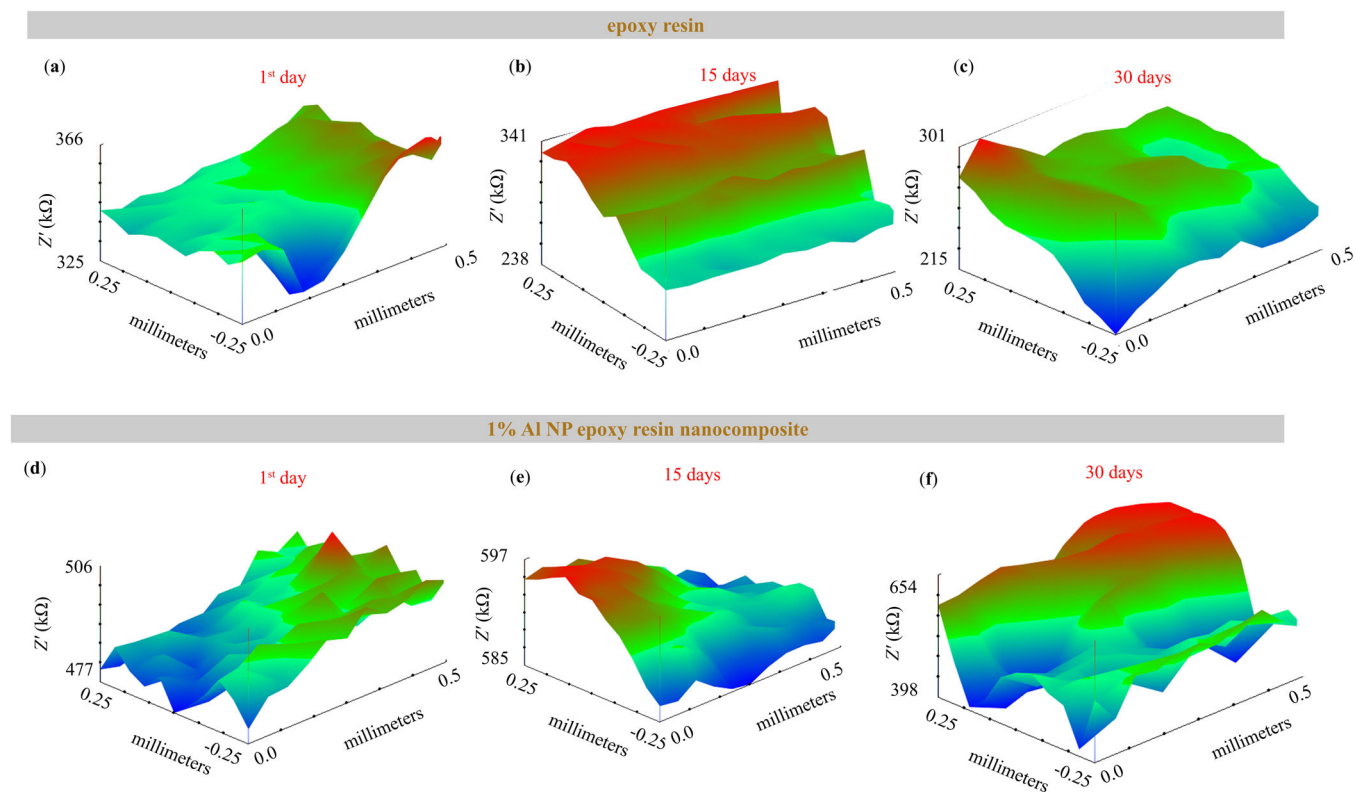 epoxy resin
(a)
1st day
366
Z' (kΩ)
325
0.25
millimeters
-0.25
0.0
millimeters
0.5
(b)
15 days
341
Z' (kΩ)
238
0.25
millimeters
-0.25
0.0
millimeters
0.5
(c)
30 days
301
Z' (kΩ)
215
0.25
millimeters
-0.25
0.0
millimeters
0.5
1% Al NP epoxy resin nanocomposite
(d)
1st day
506
Z' (kΩ)
477
0.25
millimeters
-0.25
0.0
millimeters
0.5
(e)
15 days
597
Z' (kΩ)
585
0.25
millimeters
-0.25
0.0
millimeters
0.5
(f)
30 days
654
Z' (kΩ)
398
0.25
millimeters
-0.25
0.0
millimeters
0.5